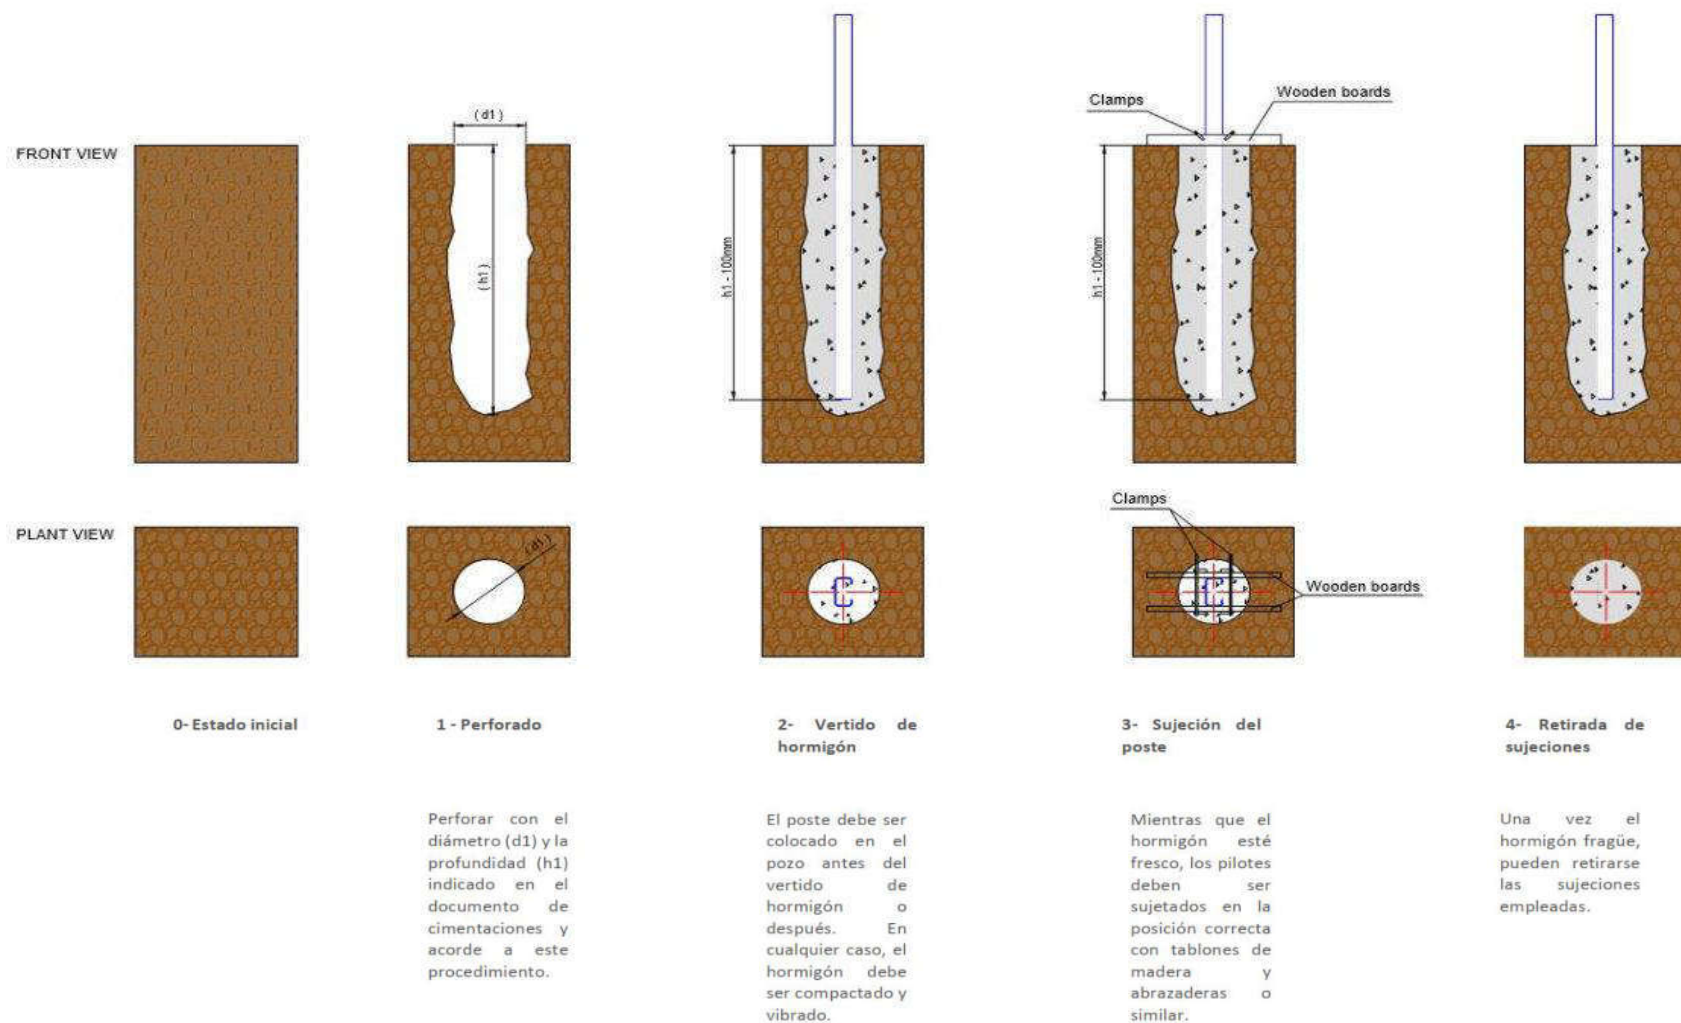 FRONT VIEW
(d1)
(h1)
h1 - 100mm
Clamps
Wooden boards
h1 - 100mm
PLANT VIEW
(d1)
Clamps
Wooden boards
0- Estado inicial
1 - Perforado
Perforar con el
diámetro (d1) y la
profundidad (h1)
indicado en el
documento de
cimentaciones y
acorde a este
procedimiento.
2- Vertido de
hormigón
El poste debe ser
colocado en el
pozo antes del
vertido de
hormigón o
después. En
cualquier caso, el
hormigón debe
ser compactado y
vibrado.
3- Sujeción del
poste
Mientras que el
hormigón esté
fresco, los pilotes
deben ser
sujetados en la
posición correcta
con tablones de
madera y
abrazaderas o
similar.
4- Retirada de
sujeciones
Una vez el
hormigón fragüe,
pueden retirarse
las sujeciones
empleadas.